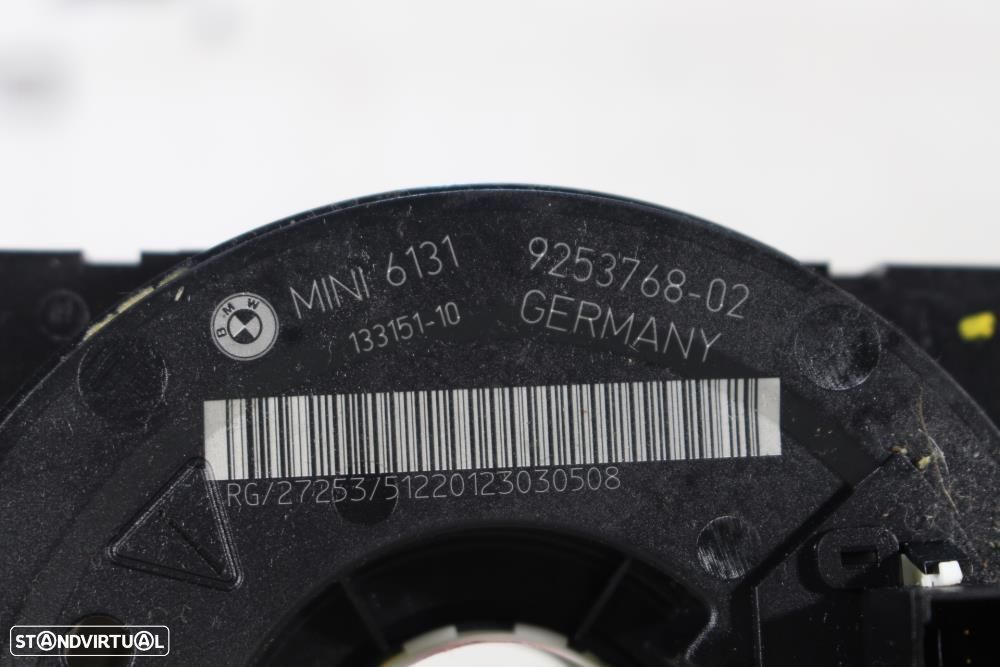 BMW MINI 6131 9253768-02
133151-10 GERMANY
RG/27253/51220123030508
STANDVIRTUAL